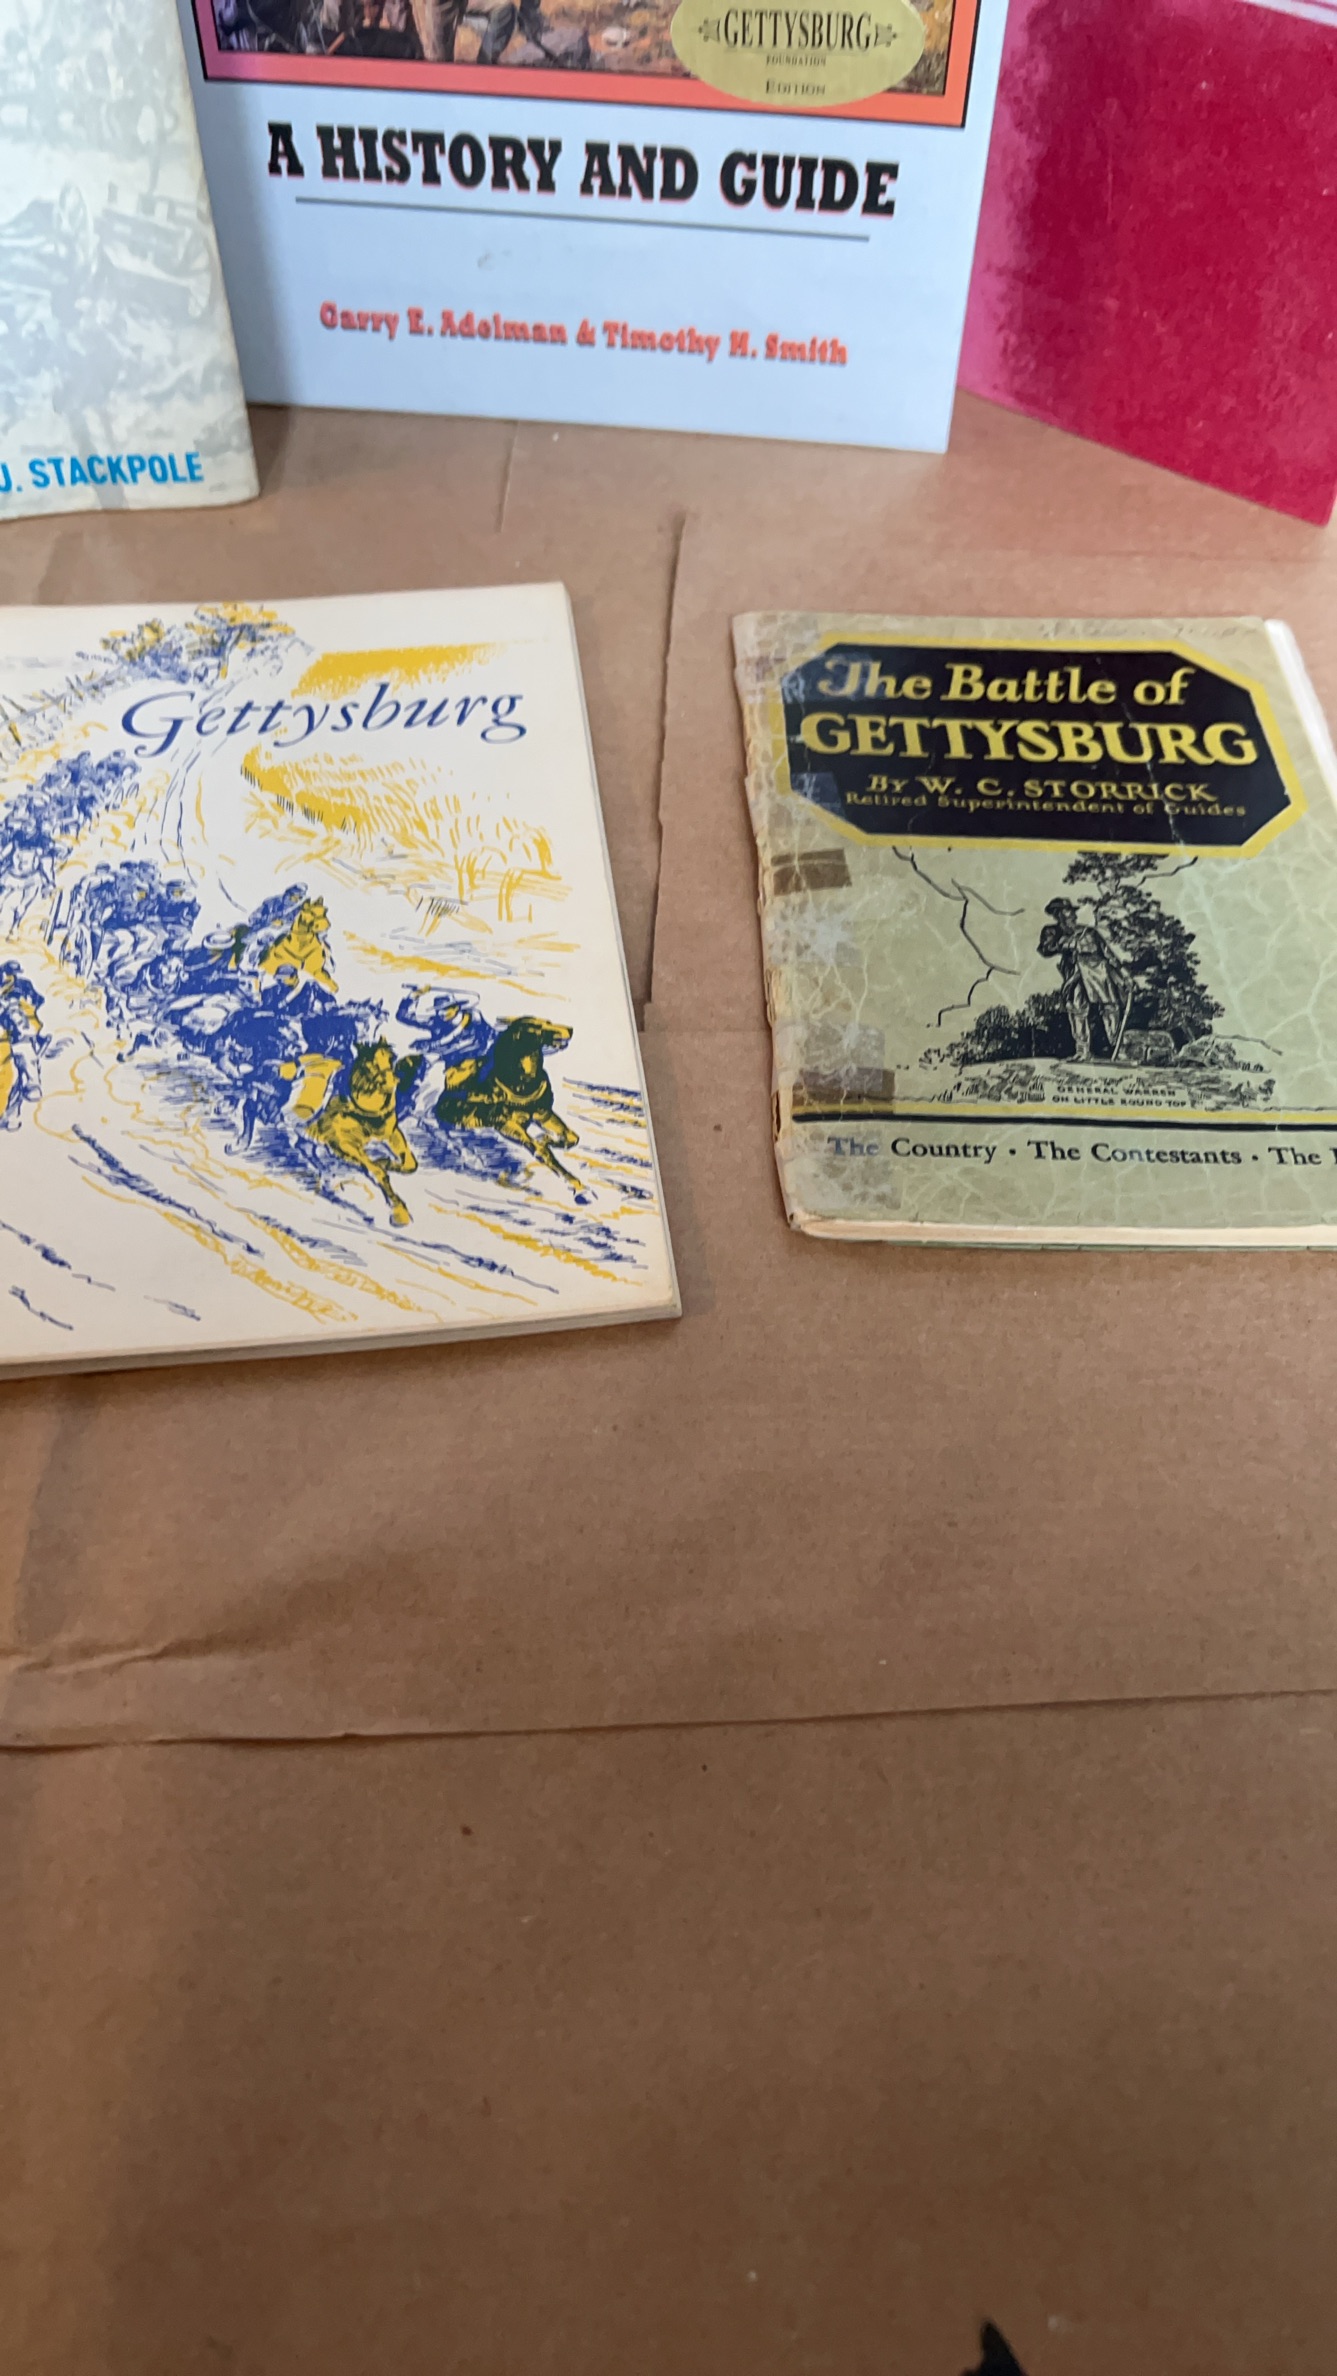 GETTYSBURG
FOUNDATION
EDITION
A HISTORY AND GUIDE
Garry E. Adelman & Timothy H. Smith
J. STACKPOLE
Gettysburg
The Battle of
GETTYSBURG
By W. C. STORRICK
Retired Superintendent of Guides
GENERAL WARREN
ON LITTLE ROUND TOP
The Country • The Contestants • The